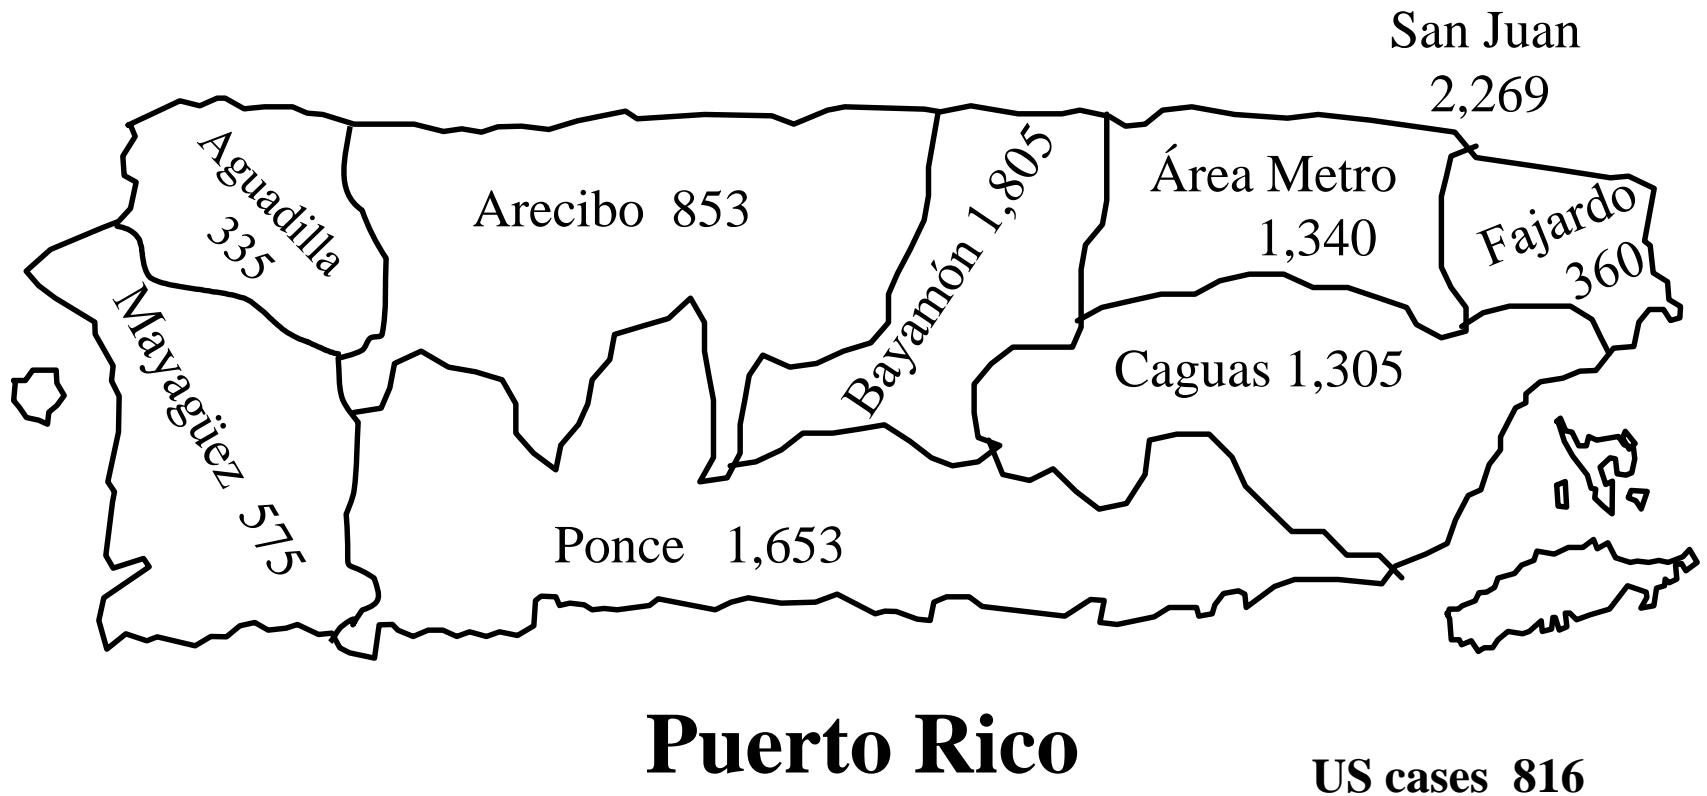 San Juan
2,269
Aguadilla
335
Arecibo 853
Bayamón 1,805
Área Metro
1,340
Fajardo
360
Mayagüez 575
Caguas 1,305
Ponce 1,653
Puerto Rico
US cases 816